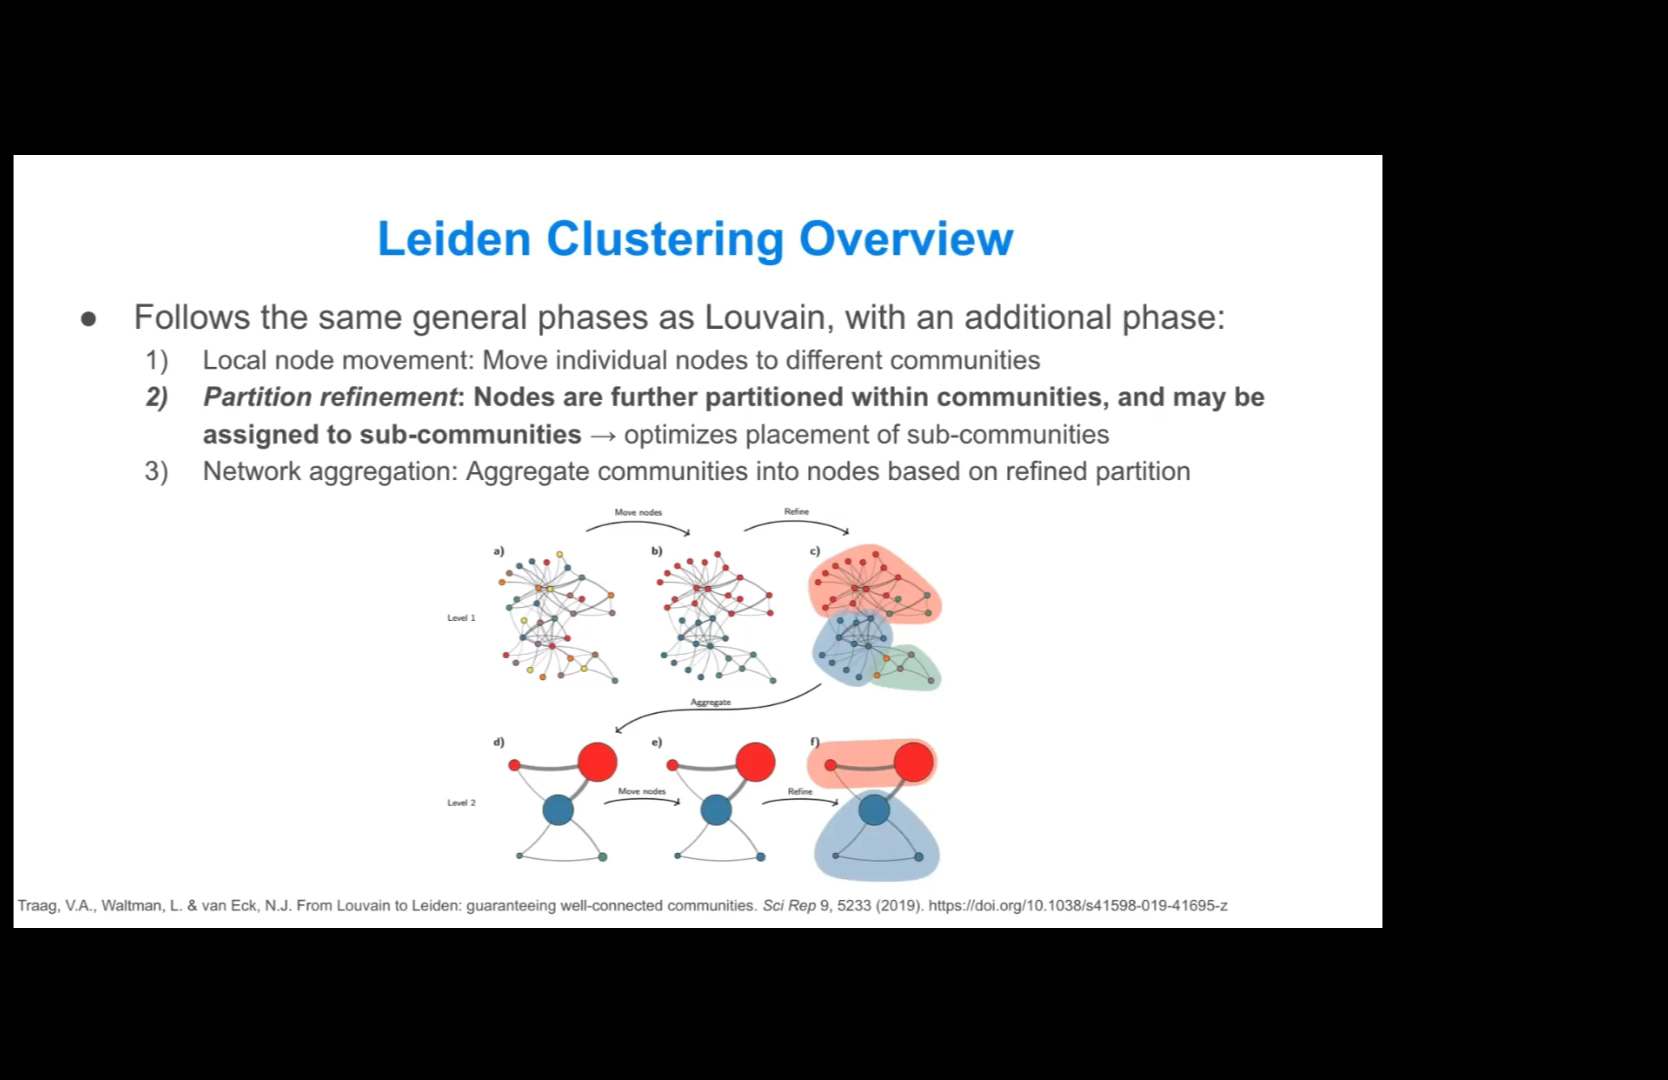 Leiden Clustering Overview
● Follows the same general phases as Louvain, with an additional phase:
1) Local node movement: Move individual nodes to different communities
2) Partition refinement: Nodes are further partitioned within communities, and may be
assigned to sub-communities → optimizes placement of sub-communities
3) Network aggregation: Aggregate communities into nodes based on refined partition
Move nodes
Refine
a)
b)
c)
Level 1
Aggregate
d)
e)
f)
Move nodes
Refine
Level 2
Traag, V.A., Waltman, L. & van Eck, N.J. From Louvain to Leiden: guaranteeing well-connected communities. Sci Rep 9, 5233 (2019). https://doi.org/10.1038/s41598-019-41695-z